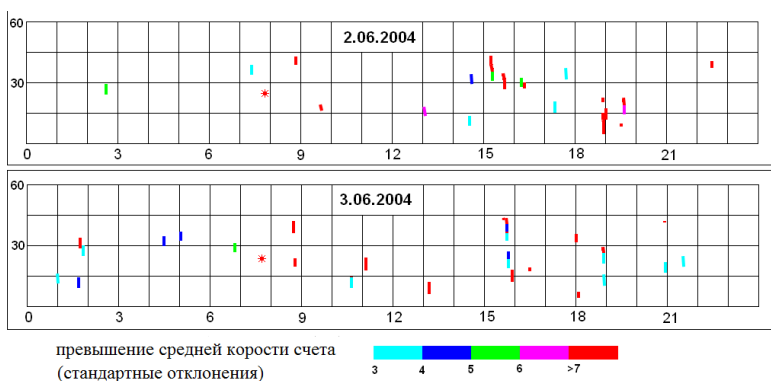 60
2.06.2004
30
0 3 6 9 12 15 18 21
60
3.06.2004
30
0 3 6 9 12 15 18 21
превышение средней корости счета
(стандартные отклонения)
3 4 5 6 >7